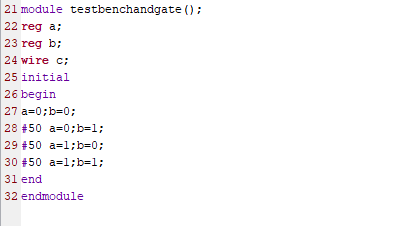 21 module testbenchandgate();
22 reg a;
23 reg b;
24 wire c;
25 initial
26 begin
27 a=0;b=0;
28 #50 a=0;b=1;
29 #50 a=1;b=0;
30 #50 a=1;b=1;
31 end
32 endmodule